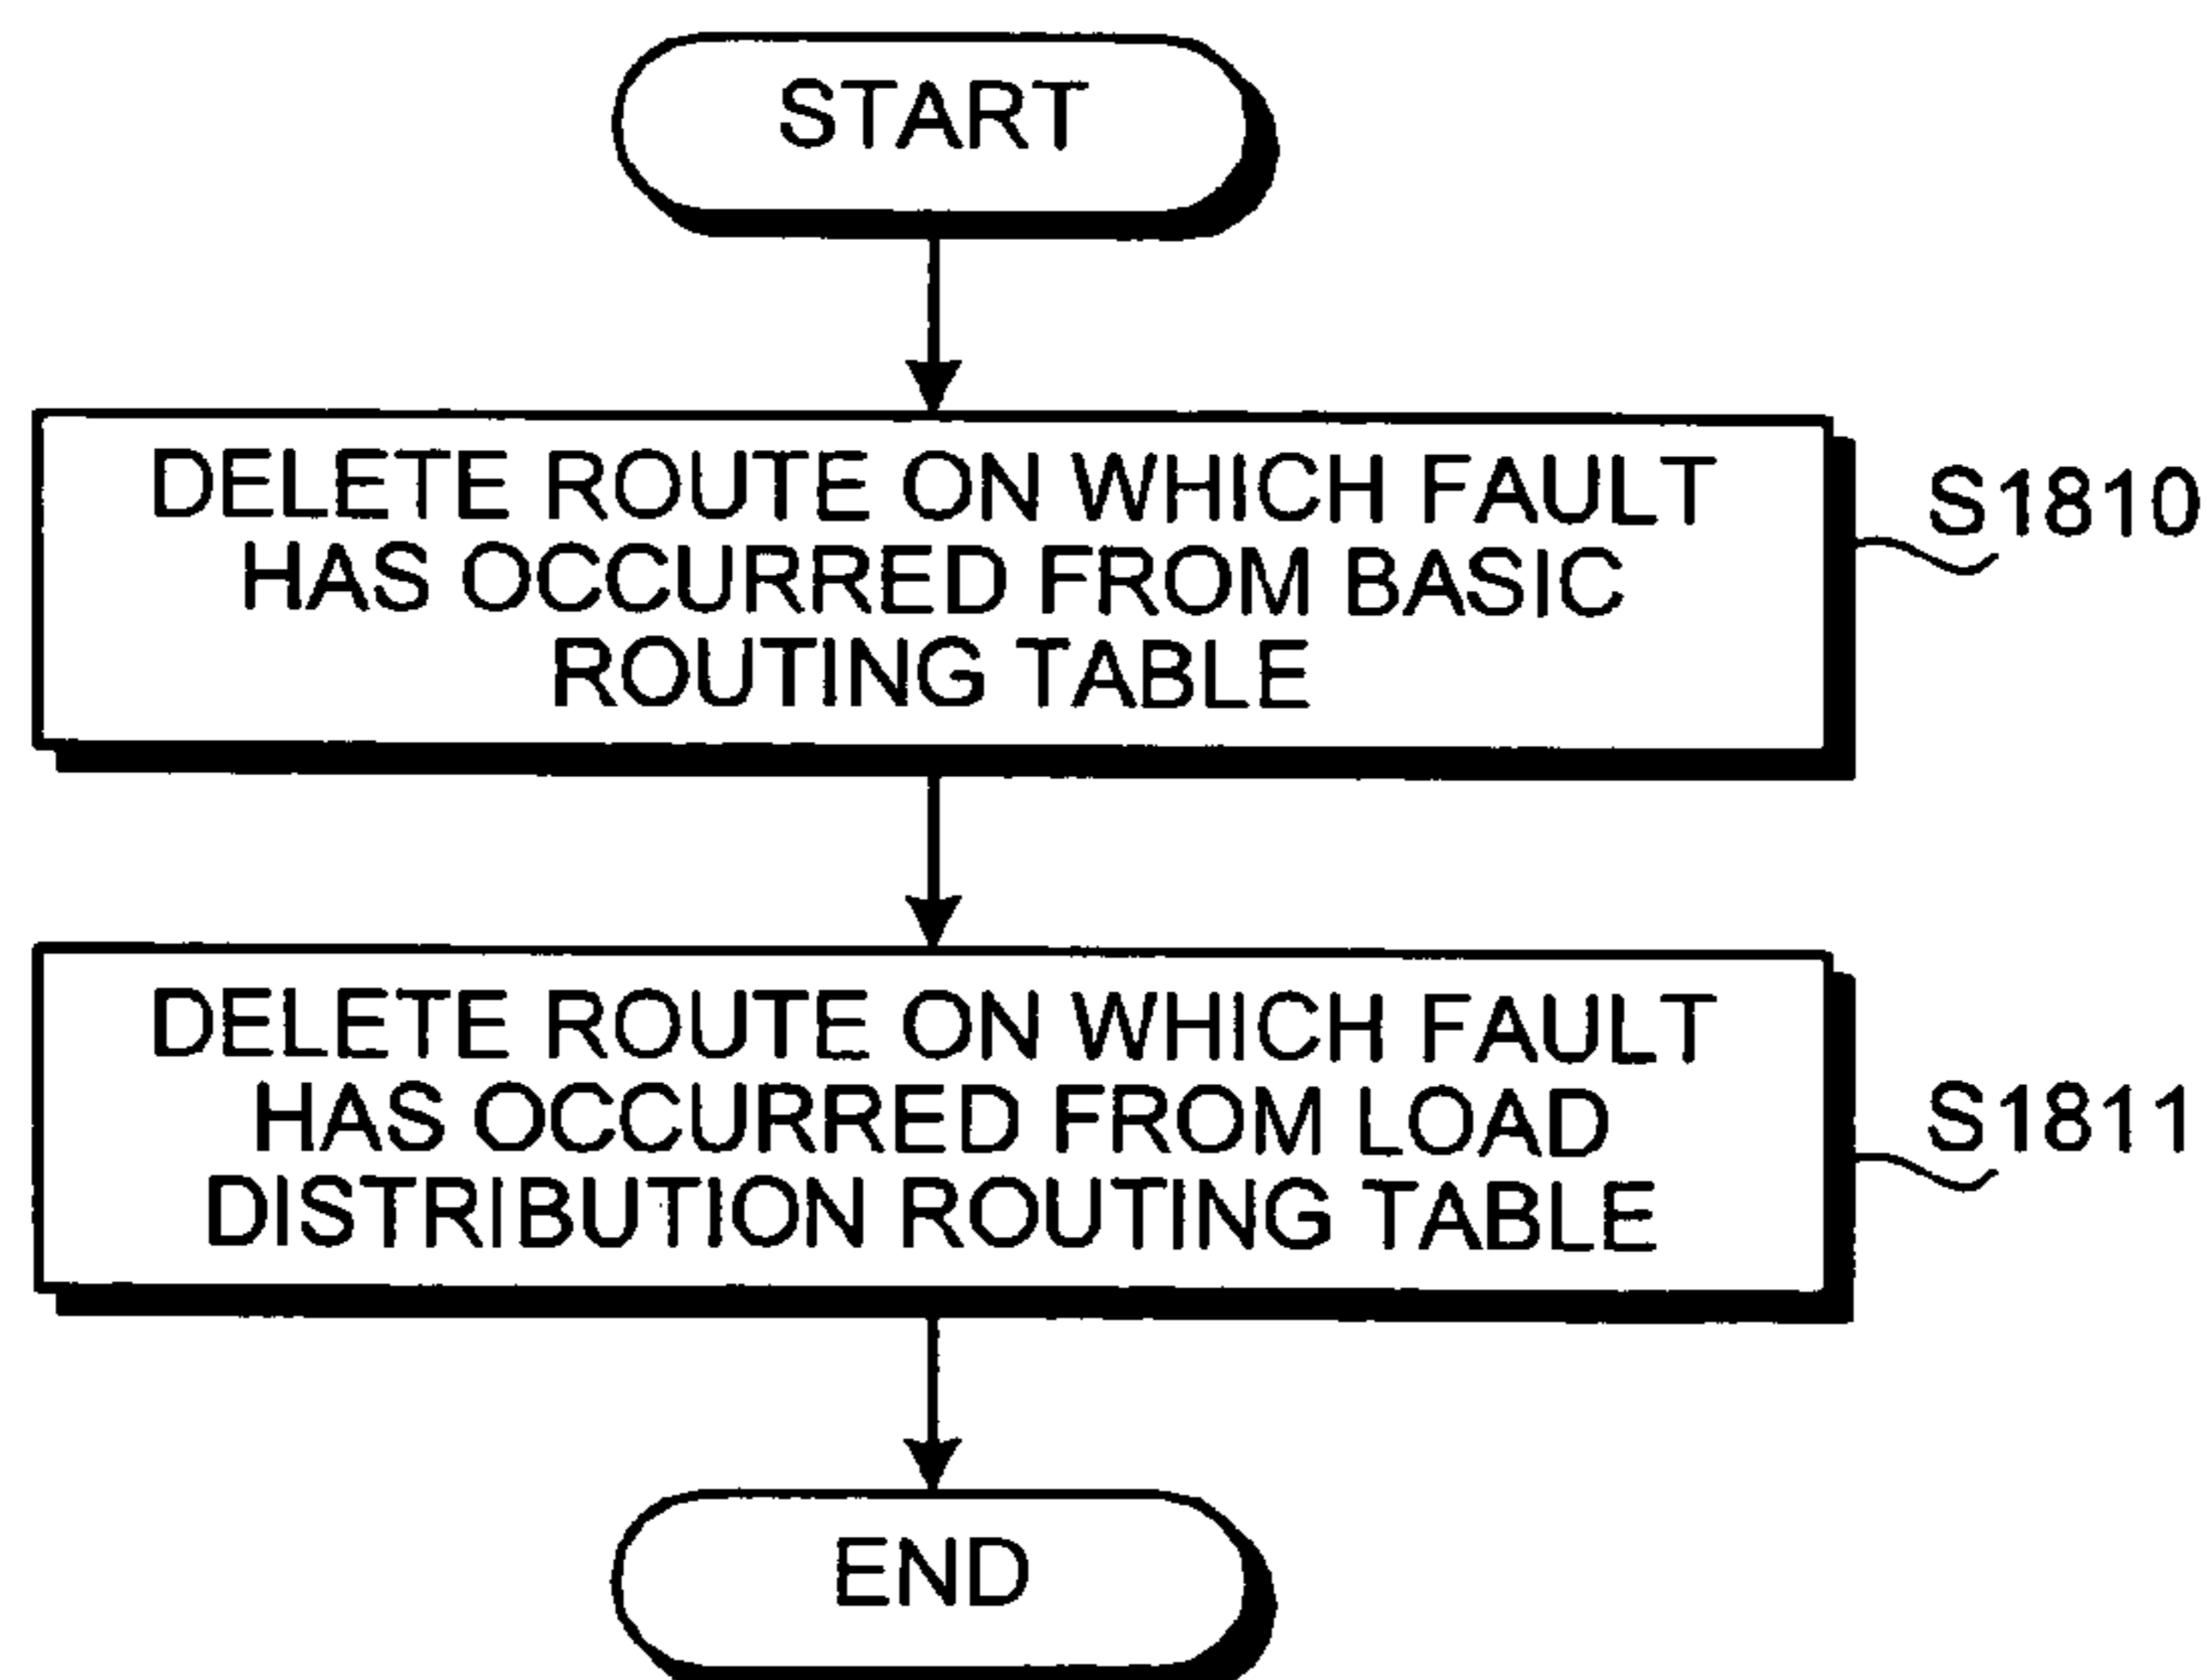 START
DELETE ROUTE ON WHICH FAULT
HAS OCCURRED FROM BASIC
ROUTING TABLE
S1810
DELETE ROUTE ON WHICH FAULT
HAS OCCURRED FROM LOAD
DISTRIBUTION ROUTING TABLE
S1811
END